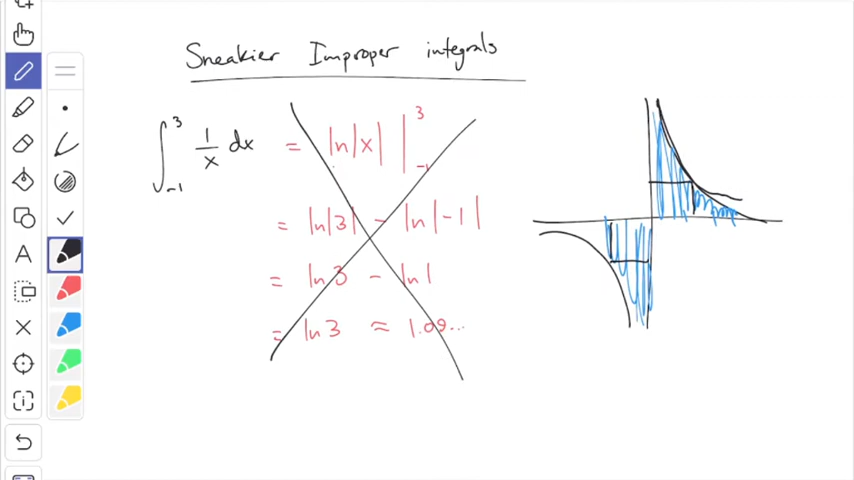 Sneakier Improper integrals
∫₋₁³ 1/x dx = ln|x| |₋₁³
= ln|3| - ln|-1|
= ln3 - ln1
= ln3 ≈ 1.09...
A